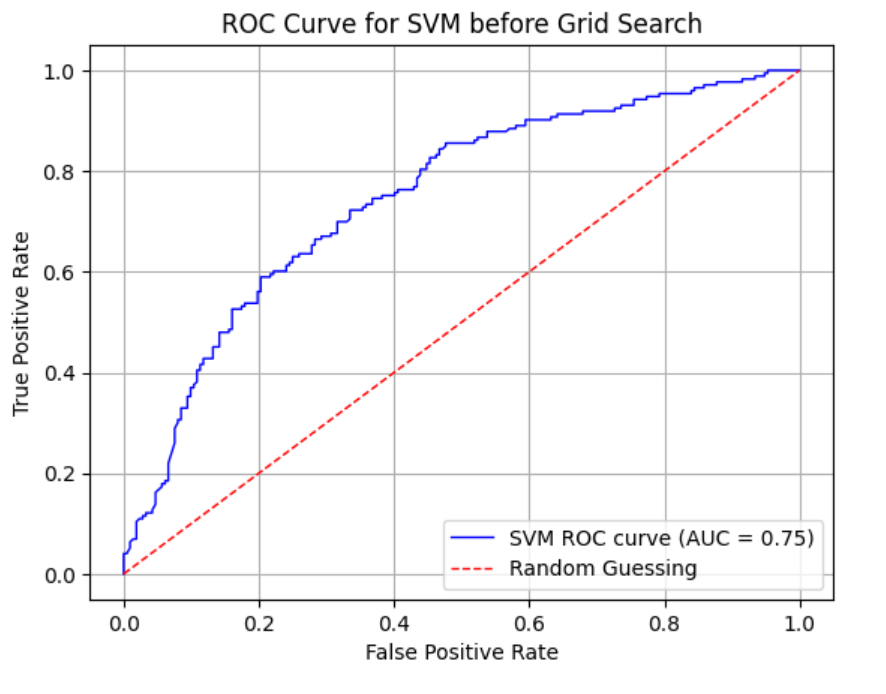 ROC Curve for SVM before Grid Search
True Positive Rate
1.0
0.8
0.6
0.4
0.2
0.0
SVM ROC curve (AUC = 0.75)
Random Guessing
0.0 0.2 0.4 0.6 0.8 1.0
False Positive Rate